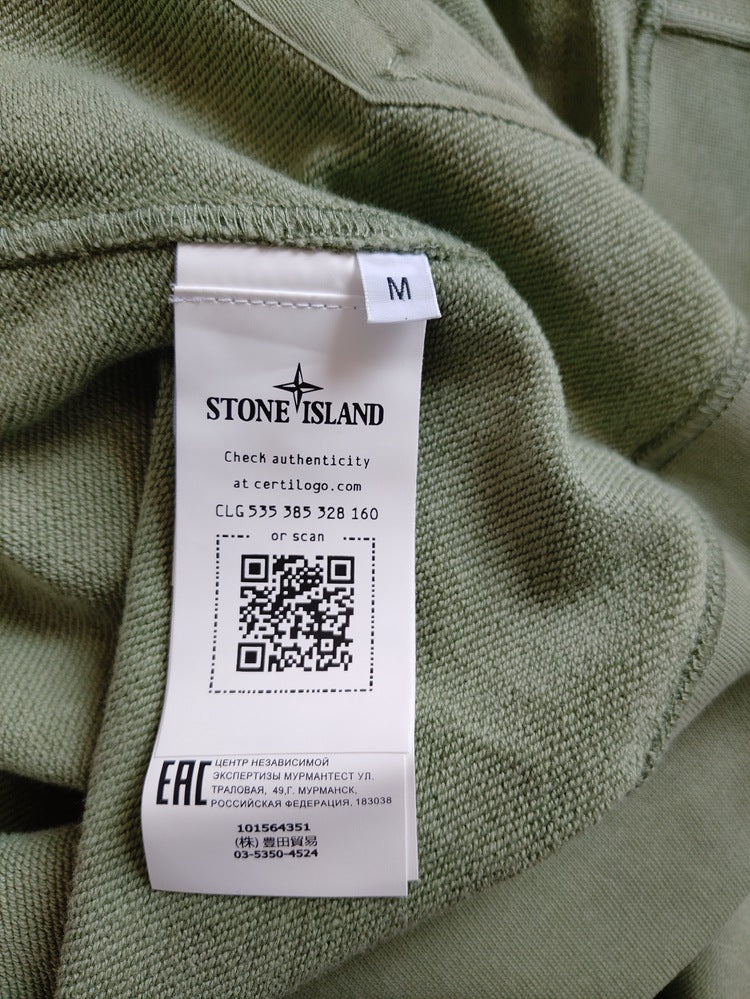 M
STONE ISLAND
Check authenticity
at certilogo.com
CLG 535 385 328 160
or scan
EAC
ЦЕНТР НЕЗАВИСИМОЙ
ЭКСПЕРТИЗЫ МУРМАНТЕСТ УЛ.
ТРАЛОВАЯ, 49,Г. МУРМАНСК,
РОССИЙСКАЯ ФЕДЕРАЦИЯ, 183038
101564351
(株) 豊田貿易
03-5350-4524